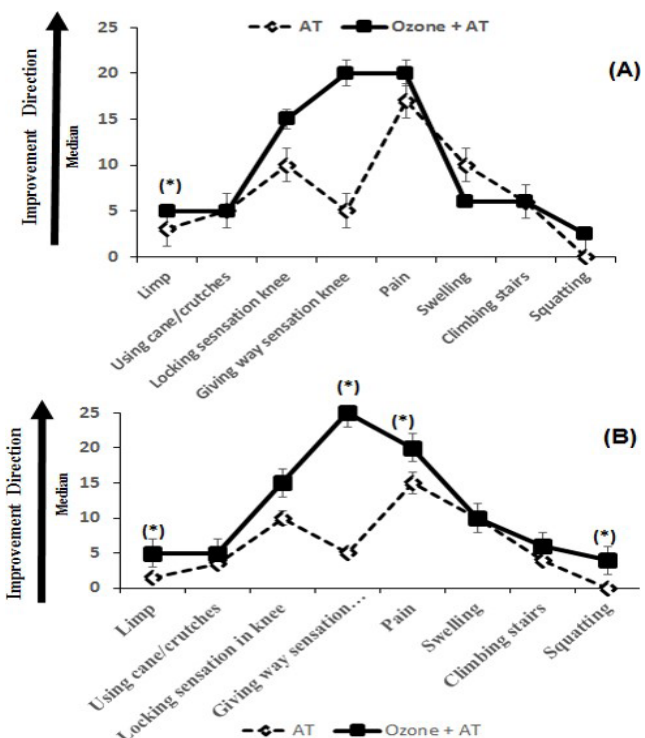 25
AT
Ozone + AT
20
(A)
15
10
5
0
(*)
Improvement Direction
Median
Limp
Using cane/crutches
Locking sesnsation knee
Giving way sensation knee
Pain
Swelling
Climbing stairs
Squatting
25
20
15
10
5
0
(B)
(*)
(*)
(*)
(*)
Improvement Direction
Median
Limp
Using cane/crutches
Locking sensation in knee
Giving way sensation...
Pain
Swelling
Climbing stairs
Squatting
AT
Ozone + AT